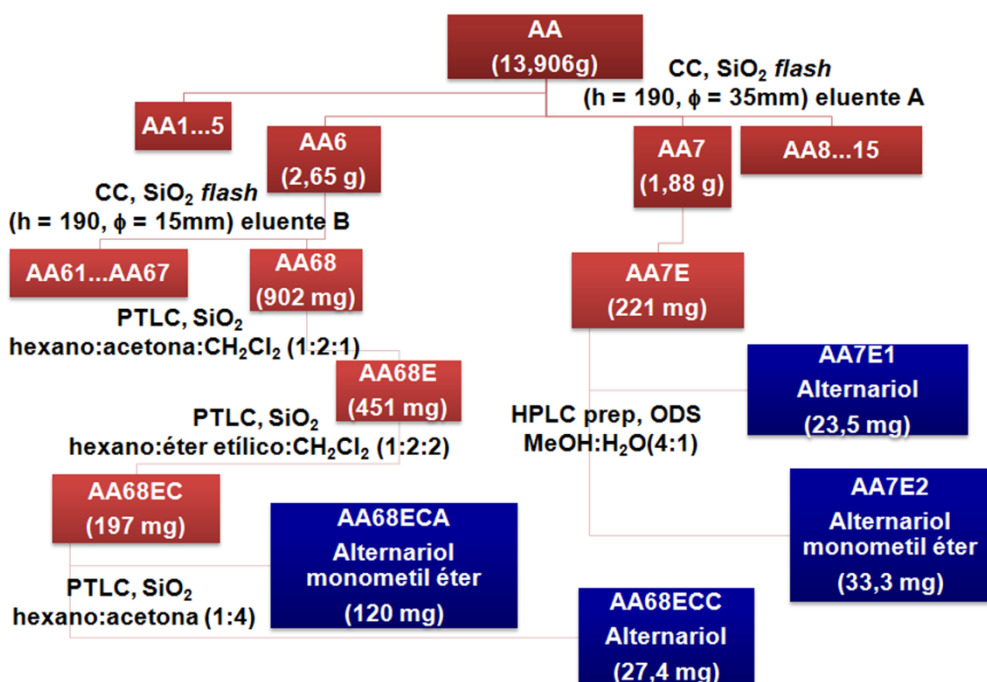 AA
(13,906g)
CC, SiO₂ flash
(h = 190, ϕ = 35mm) eluente A
AA1...5
AA6
(2,65 g)
AA7
(1,88 g)
AA8...15
CC, SiO₂ flash
(h = 190, ϕ = 15mm) eluente B
AA61...AA67
AA68
(902 mg)
AA7E
(221 mg)
PTLC, SiO₂
hexano:acetona:CH₂Cl₂ (1:2:1)
AA68E
(451 mg)
AA7E1
Alternariol
(23,5 mg)
HPLC prep, ODS
MeOH:H₂O(4:1)
PTLC, SiO₂
hexano:éter etílico:CH₂Cl₂ (1:2:2)
AA68EC
(197 mg)
AA68ECA
Alternariol
monometil éter
(120 mg)
AA7E2
Alternariol
monometil éter
(33,3 mg)
PTLC, SiO₂
hexano:acetona (1:4)
AA68ECC
Alternariol
(27,4 mg)